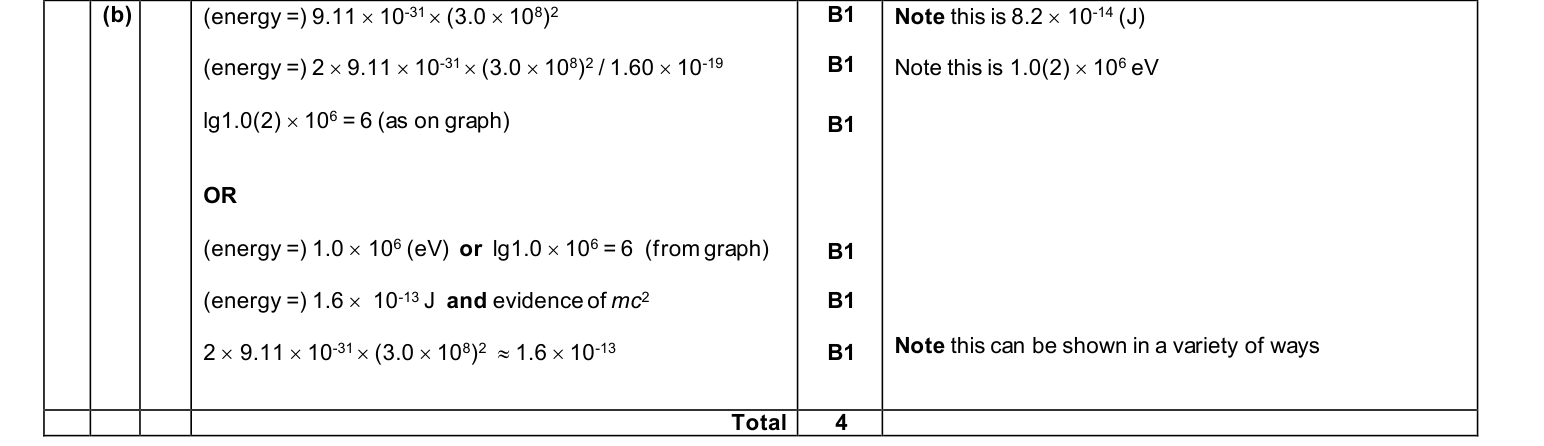 (b) (energy =) 9.11 × 10⁻³¹ × (3.0 × 10⁸)² B1 Note this is 8.2 × 10⁻¹⁴ (J)
(energy =) 2 × 9.11 × 10⁻³¹ × (3.0 × 10⁸)² / 1.60 × 10⁻¹⁹ B1 Note this is 1.0(2) × 10⁶ eV
lg1.0(2) × 10⁶ = 6 (as on graph) B1
OR
(energy =) 1.0 × 10⁶ (eV) or lg1.0 × 10⁶ = 6 (from graph) B1
(energy =) 1.6 × 10⁻¹³ J and evidence of mc² B1
2 × 9.11 × 10⁻³¹ × (3.0 × 10⁸)² ≈ 1.6 × 10⁻¹³ B1 Note this can be shown in a variety of ways
Total 4